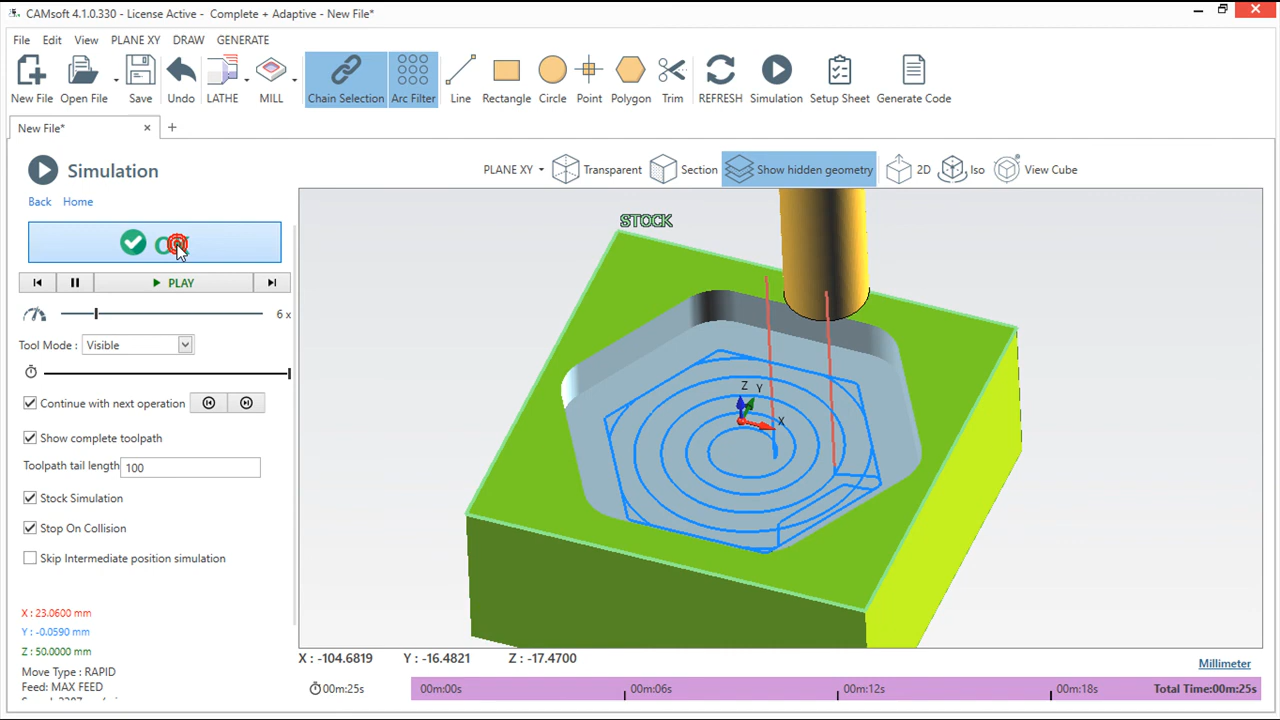 CAMsoft 4.1.0.330 - License Active - Complete + Adaptive - New File*
File Edit View PLANE XY DRAW GENERATE
New File Open File Save Undo LATHE MILL Chain Selection Arc Filter Line Rectangle Circle Point Polygon Trim REFRESH Simulation Setup Sheet Generate Code
New File* × +
Simulation
PLANE XY Transparent Section Show hidden geometry 2D Iso View Cube
Back Home
STOCK
PLAY
6 x
Tool Mode : Visible
Continue with next operation
Z Y
X
Show complete toolpath
Toolpath tail length 100
Stock Simulation
Stop On Collision
Skip Intermediate position simulation
X : 23.0600 mm
Y : -0.0590 mm
Z : 50.0000 mm
Move Type : RAPID
Feed: MAX FEED
X : -104.6819 Y : -16.4821 Z : -17.4700
Millimeter
00m:25s 00m:00s 00m:06s 00m:12s 00m:18s Total Time:00m:25s